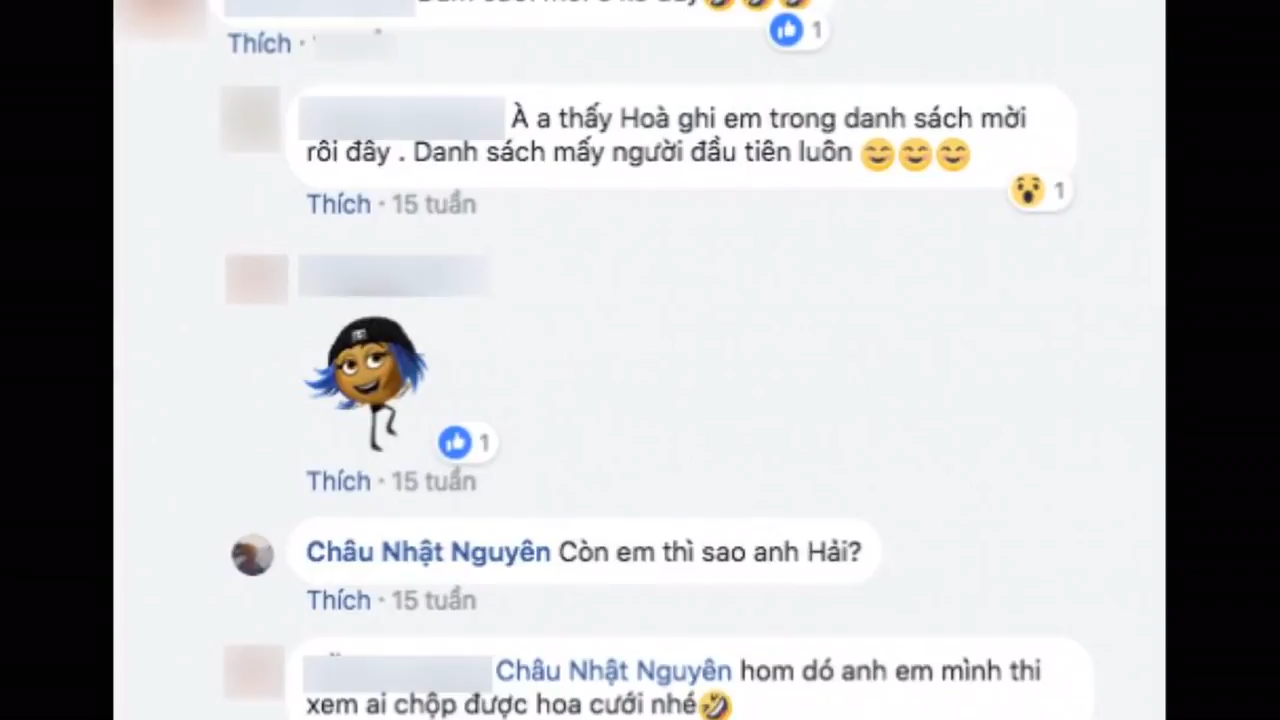 Thích ·
1
À a thấy Hoà ghi em trong danh sách mời
rôi đây . Danh sách mấy người đầu tiên luôn 😊😊😊
1
Thích · 15 tuần
1
Thích · 15 tuần
Châu Nhật Nguyên Còn em thì sao anh Hải?
Thích · 15 tuần
Châu Nhật Nguyên hom dó anh em mình thi
xem ai chộp được hoa cưới nhé🤣